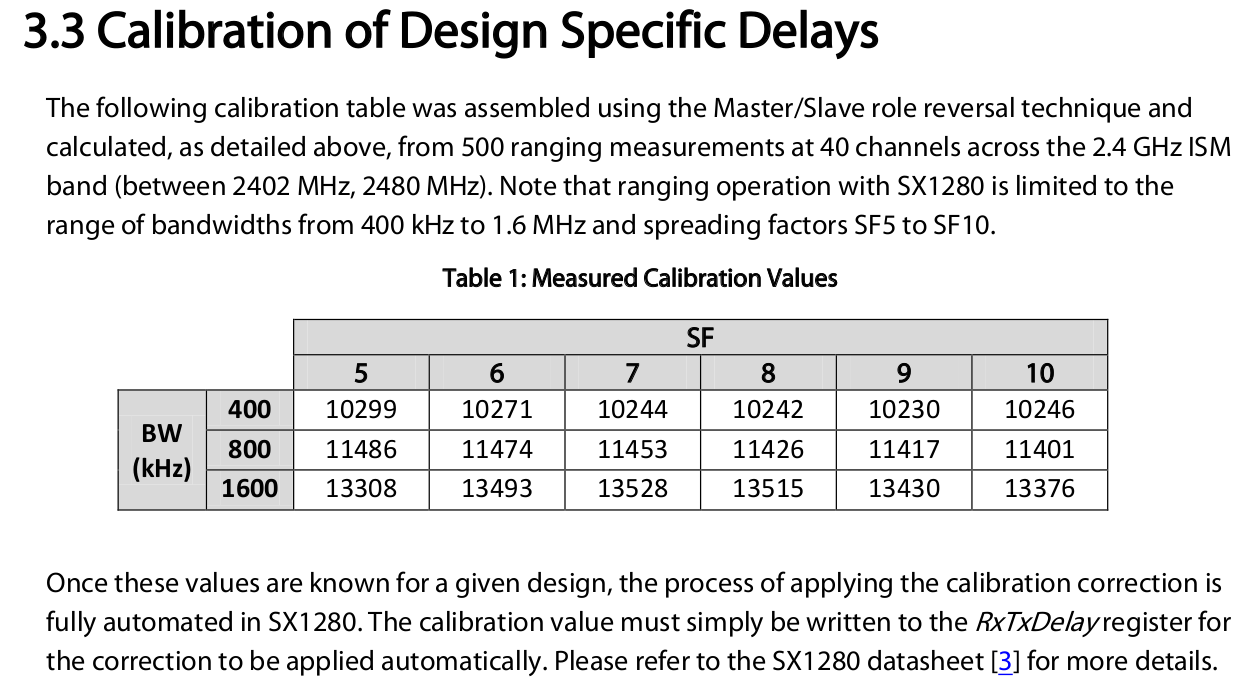 3.3 Calibration of Design Specific Delays
The following calibration table was assembled using the Master/Slave role reversal technique and
calculated, as detailed above, from 500 ranging measurements at 40 channels across the 2.4 GHz ISM
band (between 2402 MHz, 2480 MHz). Note that ranging operation with SX1280 is limited to the
range of bandwidths from 400 kHz to 1.6 MHz and spreading factors SF5 to SF10.
Table 1: Measured Calibration Values
SF
5 6 7 8 9 10
BW (kHz)
400 10299 10271 10244 10242 10230 10246
800 11486 11474 11453 11426 11417 11401
1600 13308 13493 13528 13515 13430 13376
Once these values are known for a given design, the process of applying the calibration correction is
fully automated in SX1280. The calibration value must simply be written to the RxTxDelay register for
the correction to be applied automatically. Please refer to the SX1280 datasheet [3] for more details.